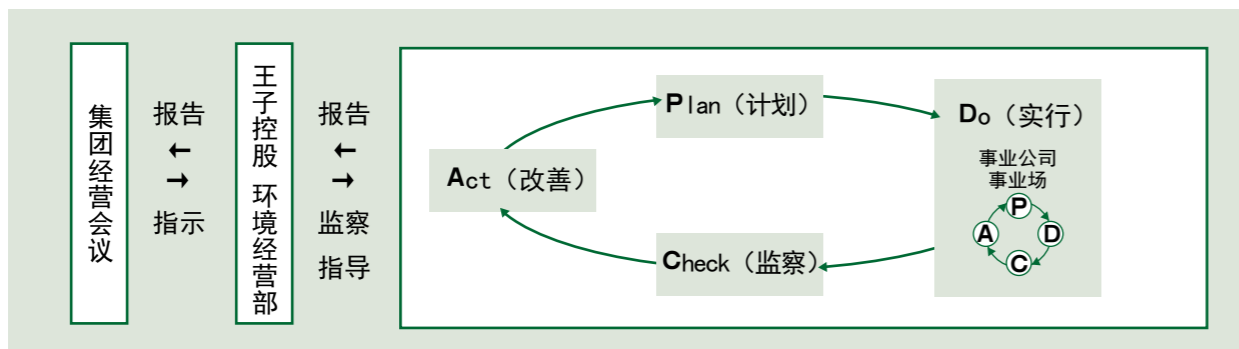 集团经营会议
报告
←
→
指示
王子控股 环境经营部
报告
←
→
监察
指导
Plan（计划）
Do（实行）
事业公司
事业场
P
A
D
C
Act（改善）
Check（监察）